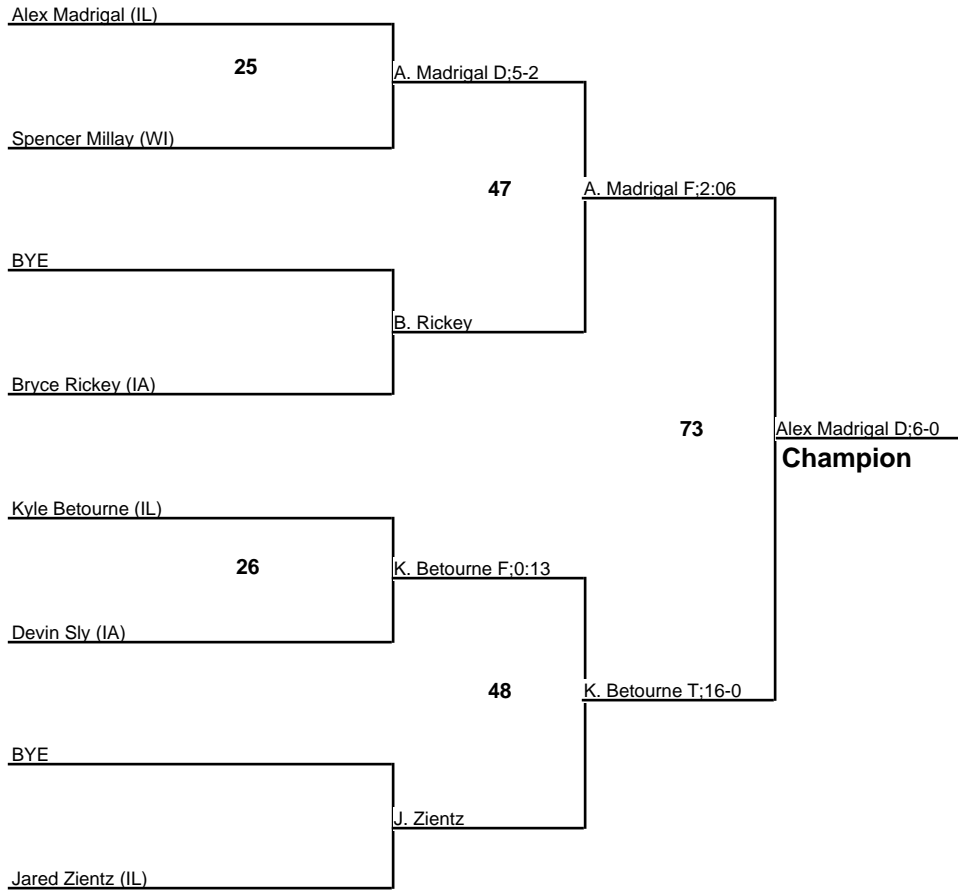 Alex Madrigal (IL)
25
A. Madrigal D;5-2
Spencer Millay (WI)
47
A. Madrigal F;2:06
BYE
B. Rickey
Bryce Rickey (IA)
73
Alex Madrigal D;6-0
Champion
Kyle Betourne (IL)
26
K. Betourne F;0:13
Devin Sly (IA)
48
K. Betourne T;16-0
BYE
J. Zientz
Jared Zientz (IL)